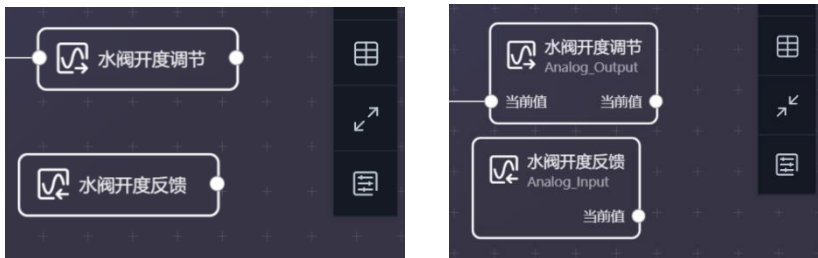 水阀开度调节
水阀开度反馈
水阀开度调节
Analog_Output
当前值 当前值
水阀开度反馈
Analog_Input
当前值